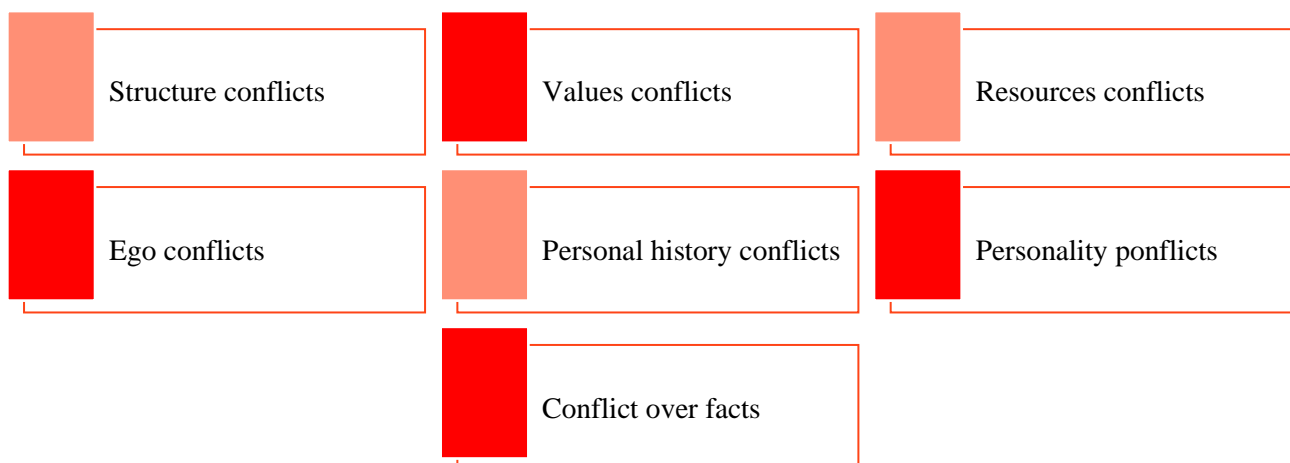 Structure conflicts
Values conflicts
Resources conflicts
Ego conflicts
Personal history conflicts
Personality ponflicts
Conflict over facts